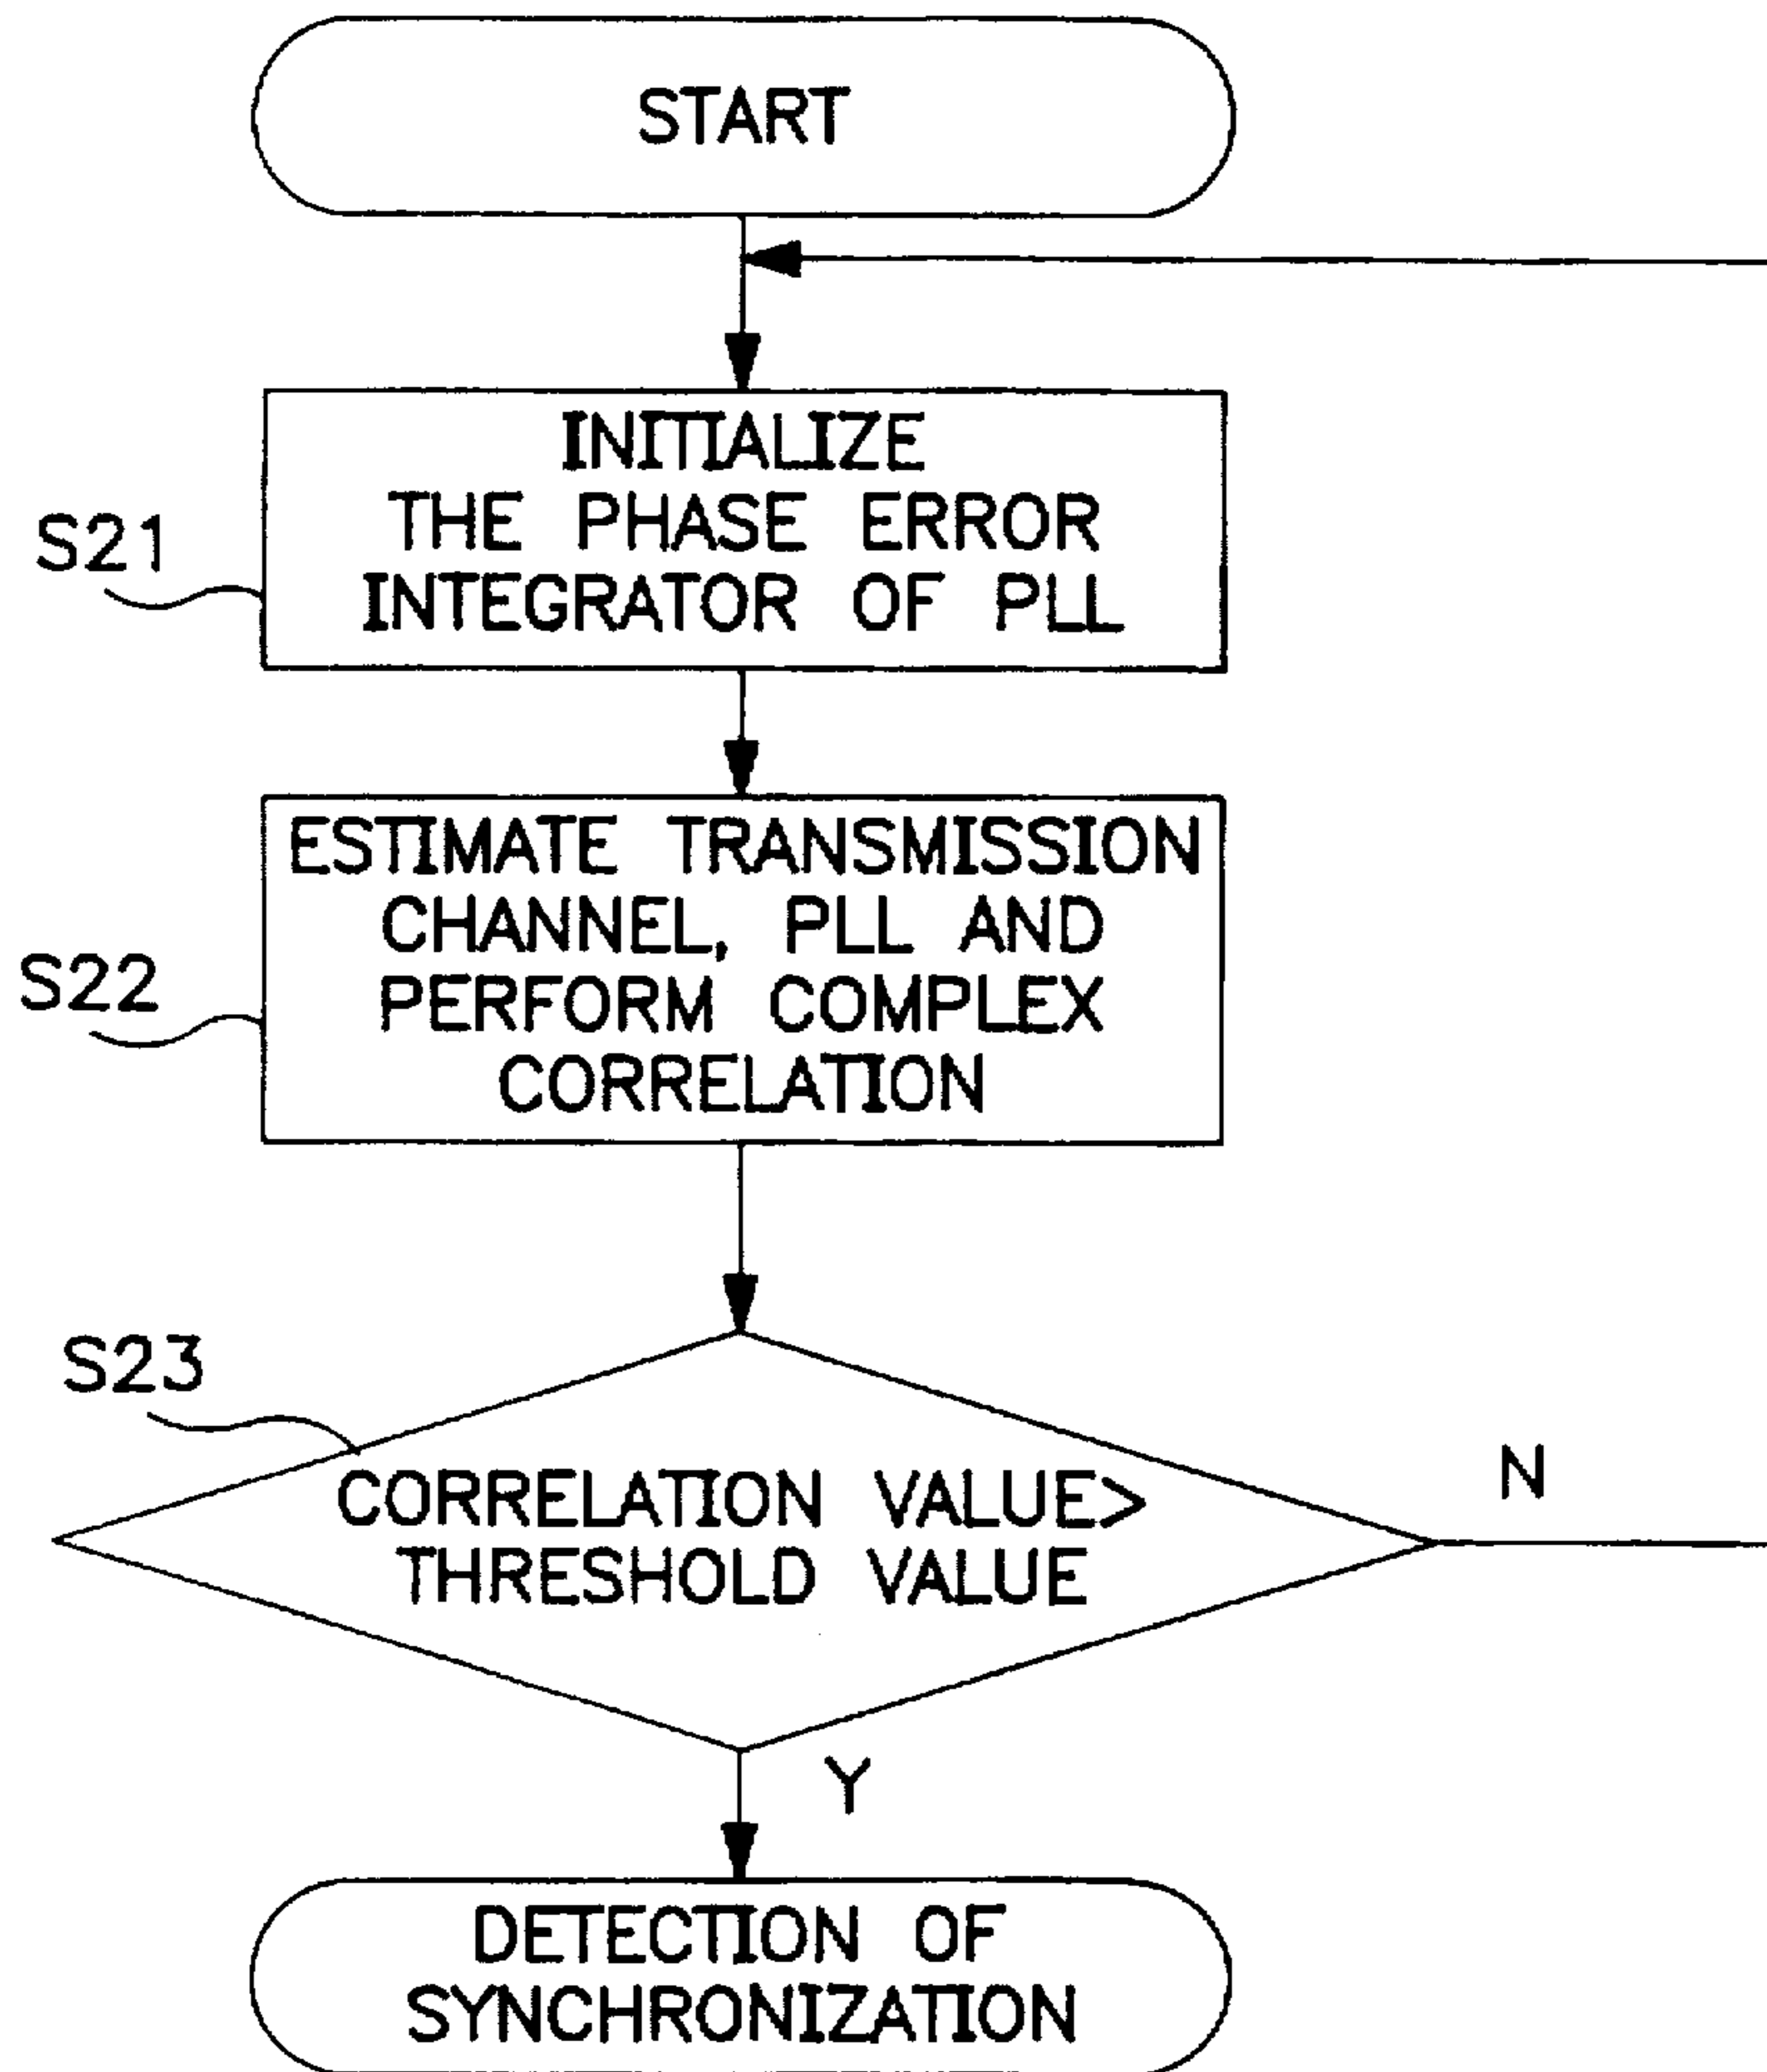 START
INITIALIZE
THE PHASE ERROR
INTEGRATOR OF PLL
S21
ESTIMATE TRANSMISSION
CHANNEL, PLL AND
PERFORM COMPLEX
CORRELATION
S22
S23
CORRELATION VALUE>
THRESHOLD VALUE
N
Y
DETECTION OF
SYNCHRONIZATION